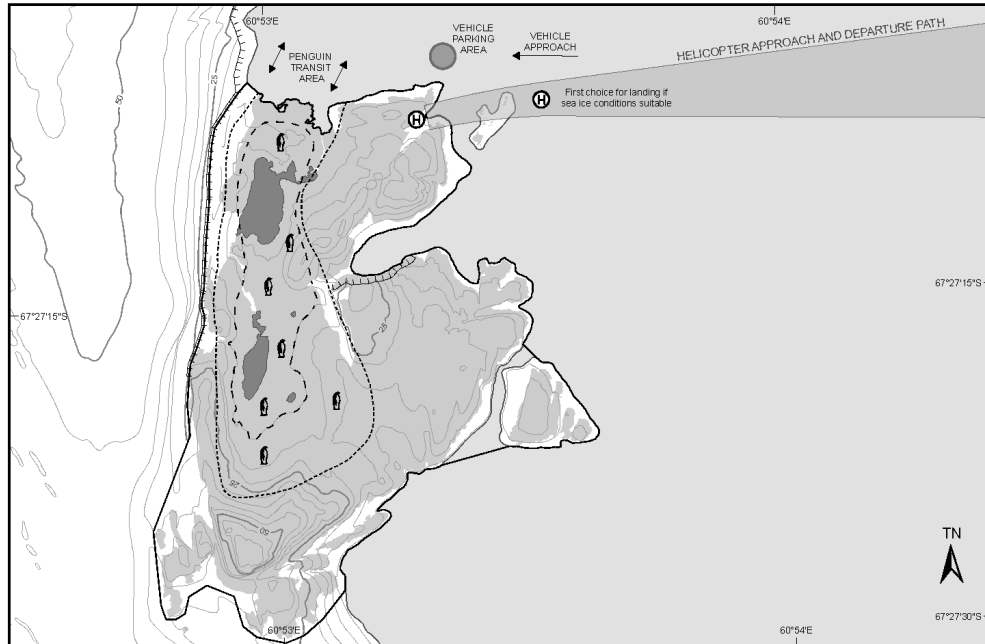 60°53'E
60°54'E
VEHICLE
PARKING
AREA
VEHICLE
APPROACH
HELICOPTER APPROACH AND DEPARTURE PATH
PENGUIN
TRANSIT
AREA
H
First choice for landing if
sea ice conditions suitable
H
25
50
67°27'15"S
67°27'15"S
25
25
50
TN
60°53'E
60°54'E
67°27'30"S